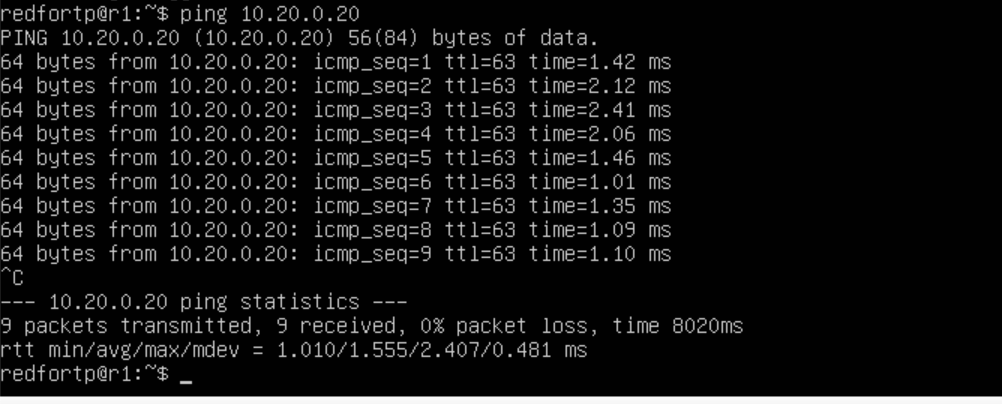 redfortp@r1:~$ ping 10.20.0.20
PING 10.20.0.20 (10.20.0.20) 56(84) bytes of data.
64 bytes from 10.20.0.20: icmp_seq=1 ttl=63 time=1.42 ms
64 bytes from 10.20.0.20: icmp_seq=2 ttl=63 time=2.12 ms
64 bytes from 10.20.0.20: icmp_seq=3 ttl=63 time=2.41 ms
64 bytes from 10.20.0.20: icmp_seq=4 ttl=63 time=2.06 ms
64 bytes from 10.20.0.20: icmp_seq=5 ttl=63 time=1.46 ms
64 bytes from 10.20.0.20: icmp_seq=6 ttl=63 time=1.01 ms
64 bytes from 10.20.0.20: icmp_seq=7 ttl=63 time=1.35 ms
64 bytes from 10.20.0.20: icmp_seq=8 ttl=63 time=1.09 ms
64 bytes from 10.20.0.20: icmp_seq=9 ttl=63 time=1.10 ms
^C
--- 10.20.0.20 ping statistics ---
9 packets transmitted, 9 received, 0% packet loss, time 8020ms
rtt min/avg/max/mdev = 1.010/1.555/2.407/0.481 ms
redfortp@r1:~$ _